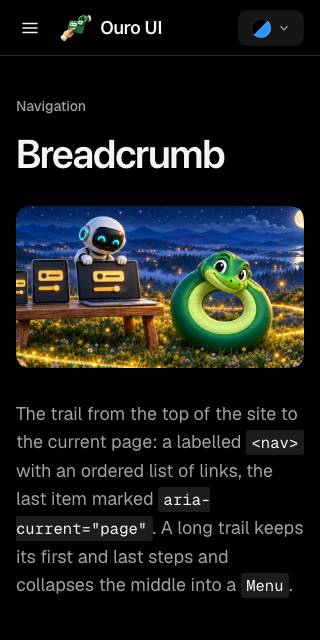 Ouro UI
Navigation
Breadcrumb
The trail from the top of the site to
the current page: a labelled <nav>
with an ordered list of links, the
last item marked aria-
current="page". A long trail keeps
its first and last steps and
collapses the middle into a Menu.